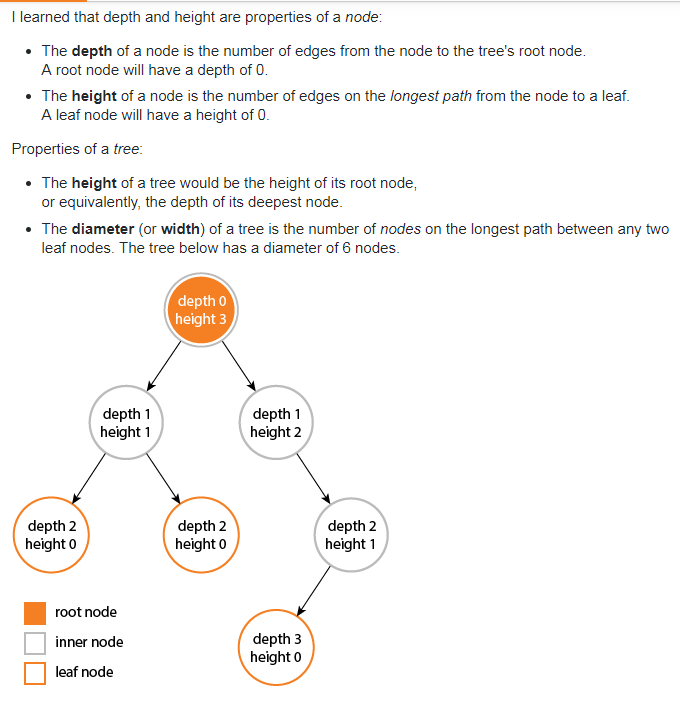 I learned that depth and height are properties of a node:
• The depth of a node is the number of edges from the node to the tree's root node.
A root node will have a depth of 0.
• The height of a node is the number of edges on the longest path from the node to a leaf.
A leaf node will have a height of 0.
Properties of a tree:
• The height of a tree would be the height of its root node,
or equivalently, the depth of its deepest node.
• The diameter (or width) of a tree is the number of nodes on the longest path between any two
leaf nodes. The tree below has a diameter of 6 nodes.
depth 0
height 3
depth 1
height 1
depth 1
height 2
depth 2
height 0
depth 2
height 0
depth 2
height 1
depth 3
height 0
root node
inner node
leaf node